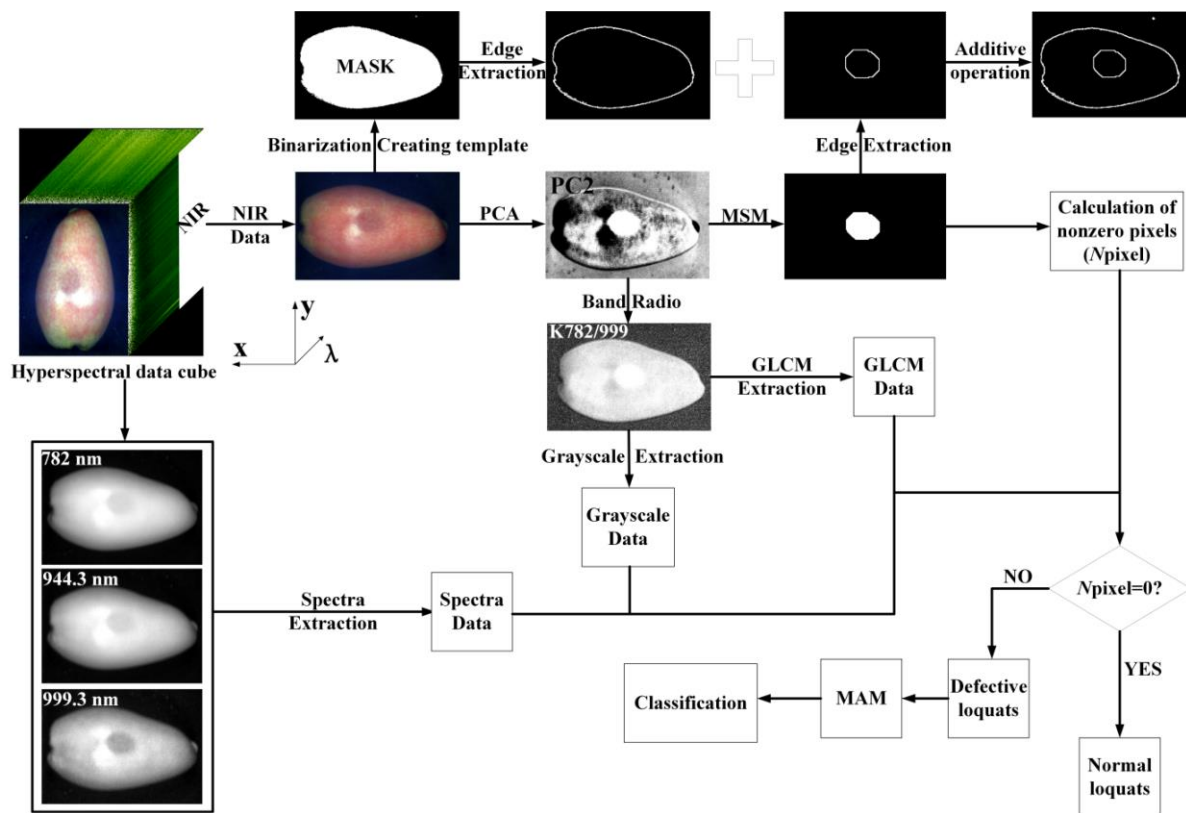 MASK
Edge
Extraction
Additive
operation
Binarization Creating template
Edge Extraction
NIR
NIR
Data
PCA
PC2
MSM
Calculation of
nonzero pixels
(Npixel)
Band Radio
y
x
λ
Hyperspectral data cube
K782/999
GLCM
Extraction
GLCM
Data
782 nm
Grayscale Extraction
Grayscale
Data
944.3 nm
Spectra
Extraction
Spectra
Data
NO
Npixel=0?
YES
999.3 nm
Classification
MAM
Defective
loquats
Normal
loquats